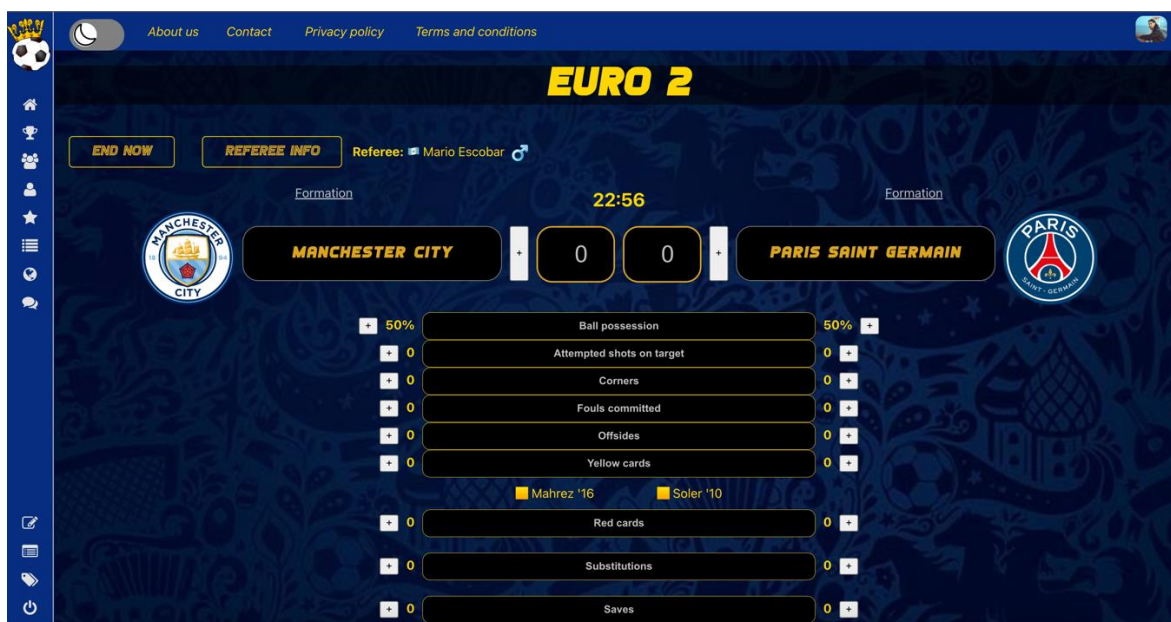 About us Contact Privacy policy Terms and conditions
EURO 2
END NOW REFEREE INFO Referee: Mario Escobar
Formation 22:56 Formation
MANCHESTER CITY + 0 0 + PARIS SAINT GERMAIN
MANCHESTER
18 94
CITY
PARIS
SAINT-GERMAIN
+ 50% Ball possession 50% +
+ 0 Attempted shots on target 0 +
+ 0 Corners 0 +
+ 0 Fouls committed 0 +
+ 0 Offsides 0 +
+ 0 Yellow cards 0 +
Mahrez '16 Soler '10
+ 0 Red cards 0 +
+ 0 Substitutions 0 +
+ 0 Saves 0 +